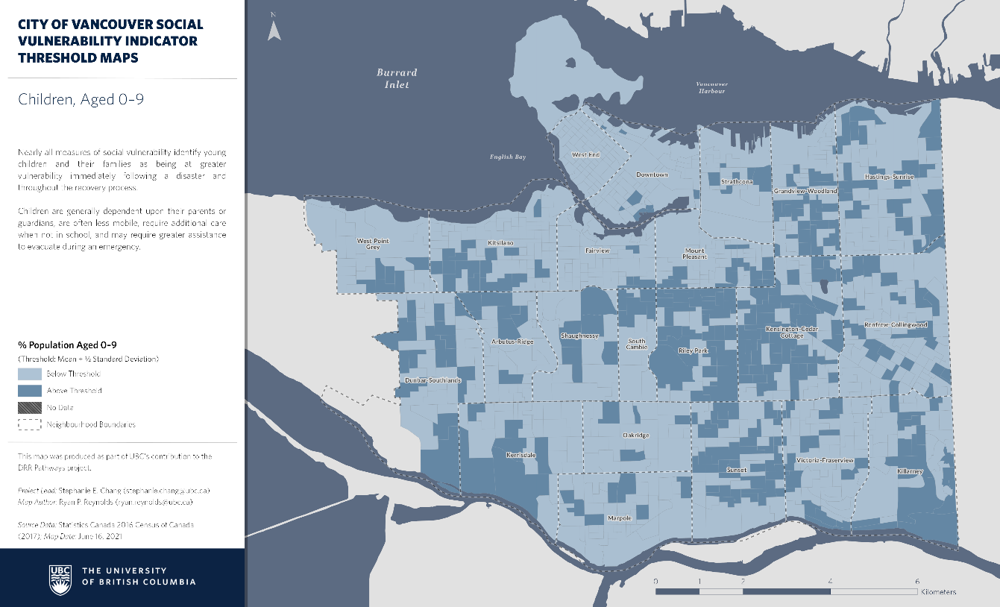 CITY OF VANCOUVER SOCIAL
VULNERABILITY INDICATOR
THRESHOLD MAPS
Children, Aged 0–9
Nearly all measures of social vulnerability identify young
children and their families as being at greater
vulnerability immediately following a disaster and
throughout the recovery process.
Children are generally dependent upon their parents or
guardians, are often less mobile, require additional care
when not in school, and may require greater assistance
to evacuate during an emergency.
% Population Aged 0–9
(Threshold: Mean + ½ Standard Deviation)
Below Threshold
Above Threshold
No Data
Neighbourhood Boundaries
This map was produced as part of UBC's contribution to the
DRR Pathways project.
Project Lead: Stephanie E. Chang (stephanie.chang@ubc.ca)
Map Author: Ryan P. Reynolds (ryan.reynolds@ubc.ca)
Source Data: Statistics Canada 2016 Census of Canada
(2017); Map Date: June 16, 2021
UBC
THE UNIVERSITY
OF BRITISH COLUMBIA
N
Burrard
Inlet
Vancouver
Harbour
English Bay
West End
Downtown
Strathcona
Hastings-Sunrise
Grandview-Woodland
West Point
Grey
Kitsilano
Fairview
Mount
Pleasant
Arbutus-Ridge
Shaughnessy
South
Cambie
Riley Park
Kensington-Cedar
Cottage
Renfrew-Collingwood
Dunbar-Southlands
Kerrisdale
Oakridge
Sunset
Victoria-Fraserview
Killarney
Marpole
0 1 2 4 6
Kilometers